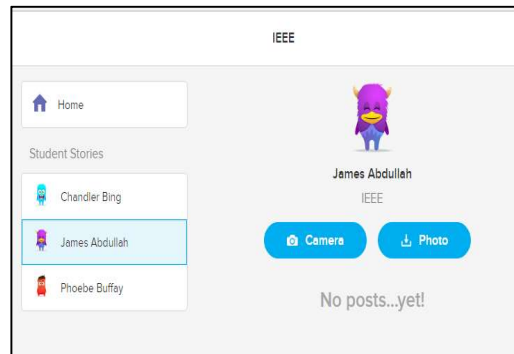 IEEE
Home
Student Stories
Chandler Bing
James Abdullah
Phoebe Buffay
James Abdullah
IEEE
Camera
Photo
No posts...yet!